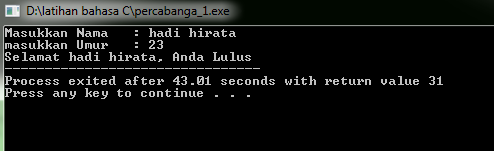 D:\latihan bahasa C\percabanga_1.exe
Masukkan Nama   : hadi hirata
masukkan Umur   : 23
Selamat hadi hirata, Anda Lulus
--------------------------------
Process exited after 43.01 seconds with return value 31
Press any key to continue . . .